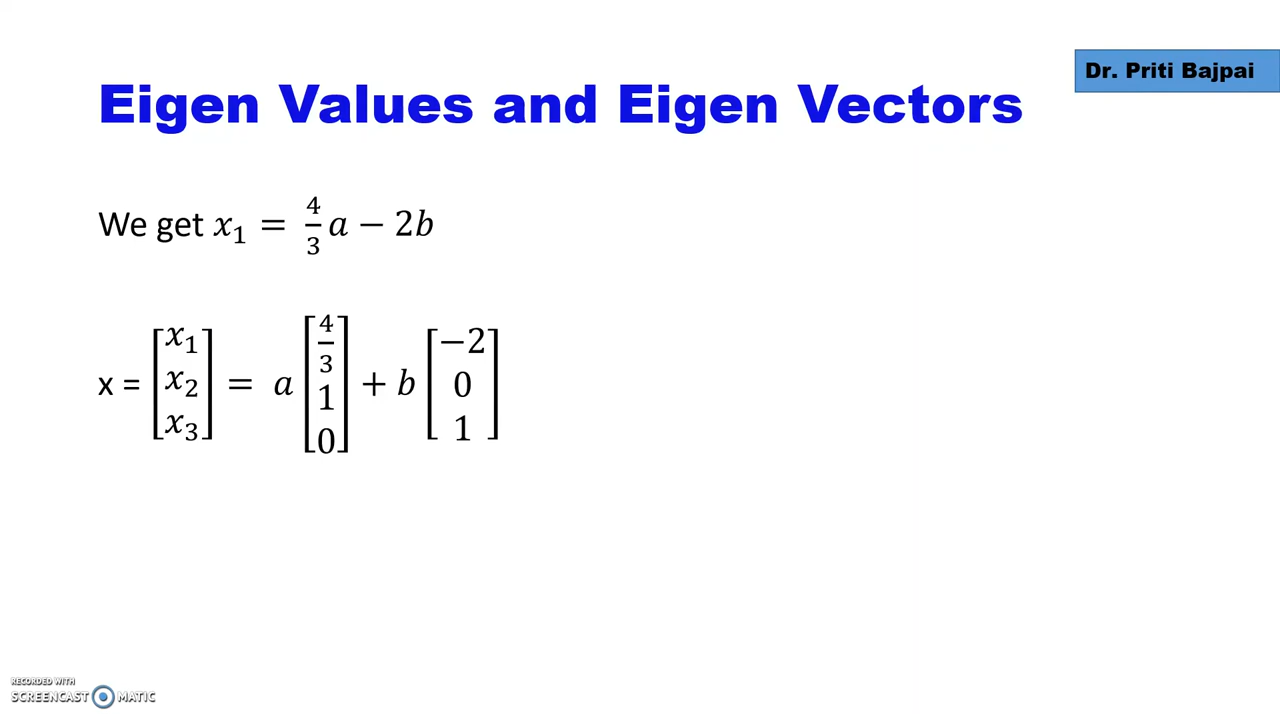 Dr. Priti Bajpai
Eigen Values and Eigen Vectors
We get x₁ = 4/3 a − 2b
x = [x₁ x₂ x₃] = a [4/3 1 0] + b [−2 0 1]
RECORDED WITH
SCREENCAST MATIC